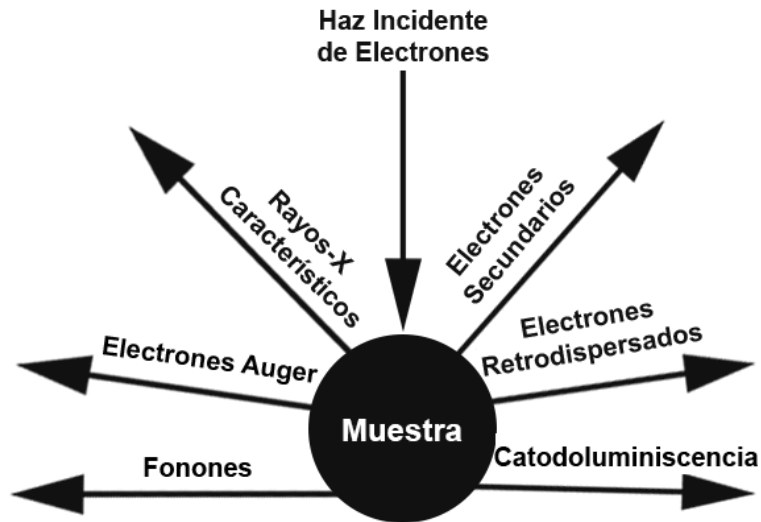 Haz Incidente
de Electrones
Rayos-X
Característicos
Electrones
Secundarios
Electrones Auger
Electrones
Retrodispersados
Muestra
Fonones
Catodoluminiscencia